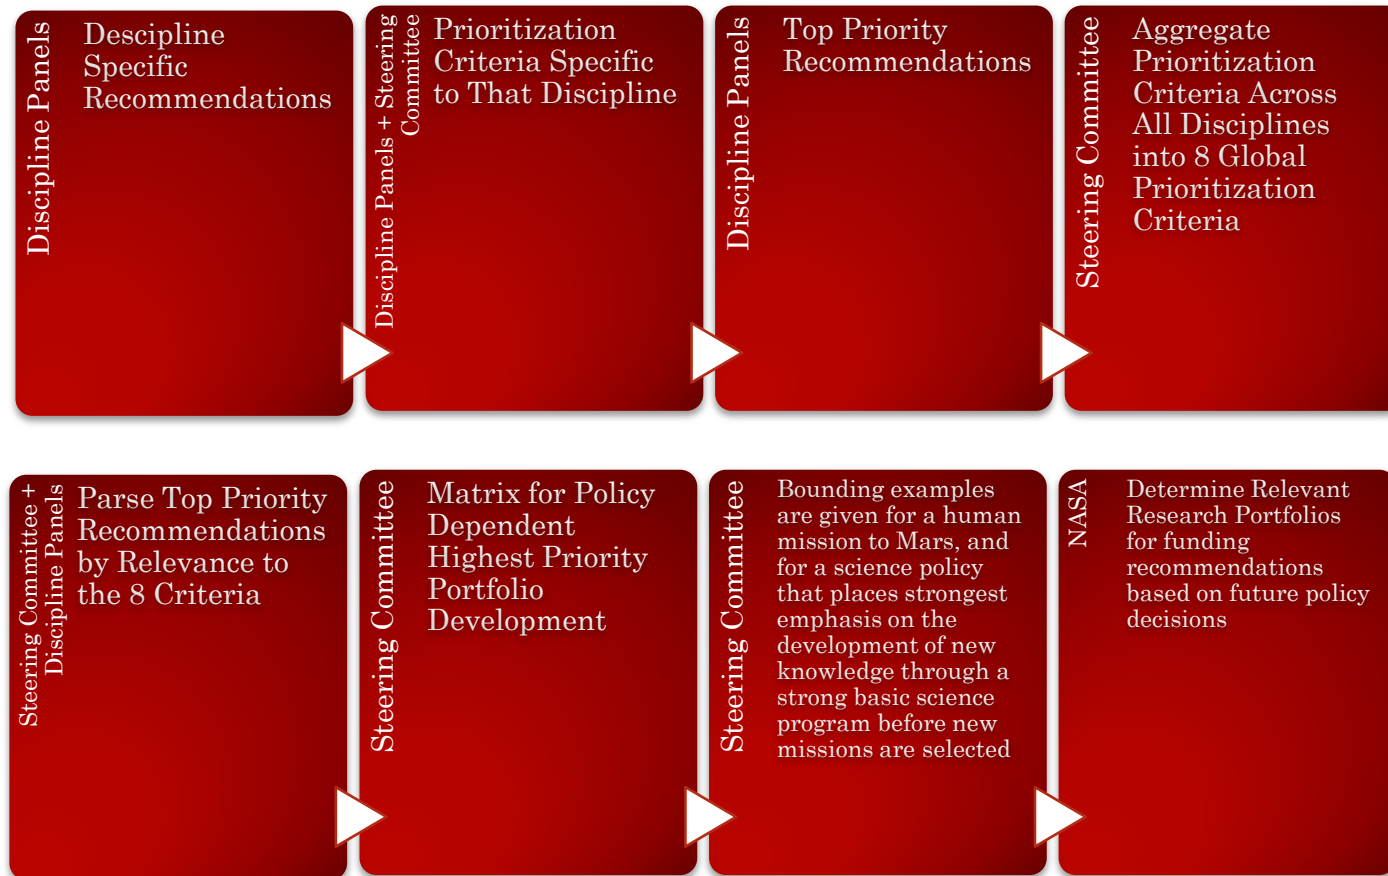 Discipline Panels
Descipline
Specific
Recommendations
Discipline Panels + Steering
Committee
Prioritization
Criteria Specific
to That Discipline
Discipline Panels
Top Priority
Recommendations
Steering Committee
Aggregate
Prioritization
Criteria Across
All Disciplines
into 8 Global
Prioritization
Criteria
Steering Committee +
Discipline Panels
Parse Top Priority
Recommendations
by Relevance to
the 8 Criteria
Steering Committee
Matrix for Policy
Dependent
Highest Priority
Portfolio
Development
Steering Committee
Bounding examples
are given for a human
mission to Mars, and
for a science policy
that places strongest
emphasis on the
development of new
knowledge through a
strong basic science
program before new
missions are selected
NASA
Determine Relevant
Research Portfolios
for funding
recommendations
based on future policy
decisions